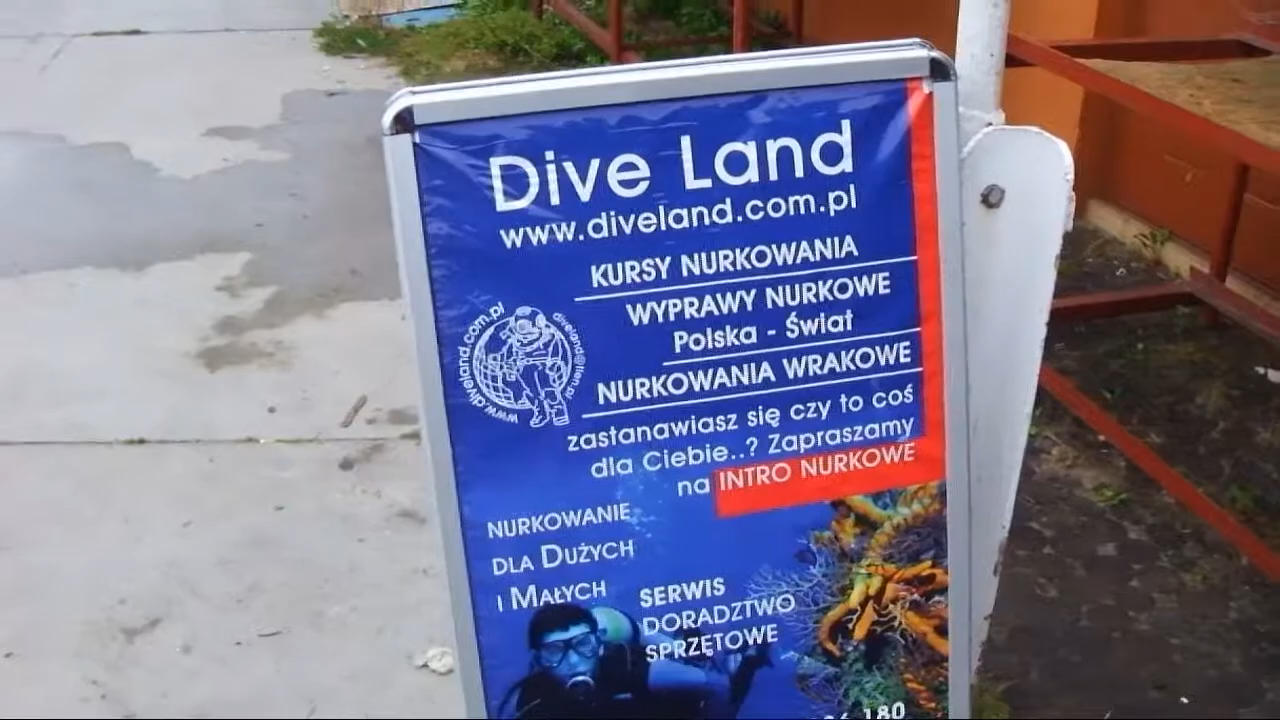 Dive Land
www.diveland.com.pl
KURSY NURKOWANIA
WYPRAWY NURKOWE
Polska - Świat
NURKOWANIA WRAKOWE
www.diveland.com.pl
diveland@tlen.pl
zastanawiasz się czy to coś
dla Ciebie..? Zapraszamy
na INTRO NURKOWE
NURKOWANIE
DLA DUŻYCH
I MAŁYCH
SERWIS
DORADZTWO
SPRZĘTOWE
180